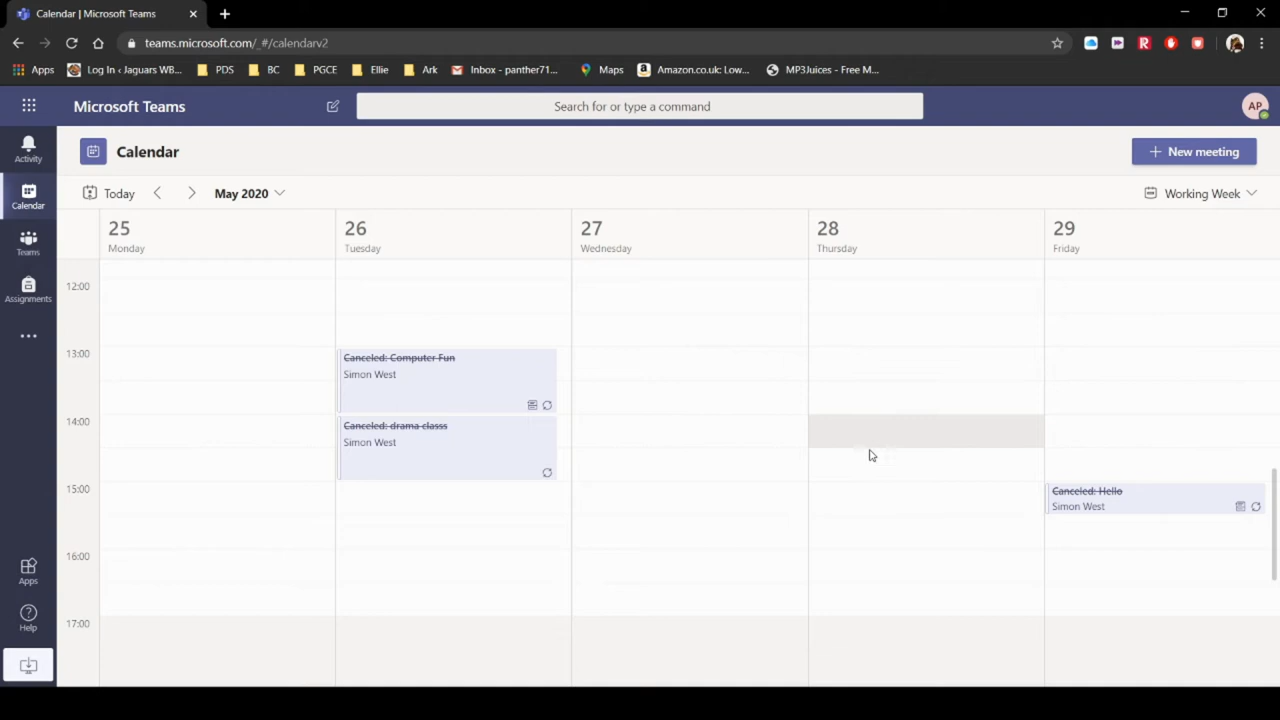 Calendar | Microsoft Teams
teams.microsoft.com/_#/calendarv2
Apps Log In ‹ Jaguars WB... PDS BC PGCE Ellie Ark Inbox - panther71... Maps Amazon.co.uk: Low... MP3Juices - Free M...
Microsoft Teams Search for or type a command AP
Activity
Calendar + New meeting
Today May 2020 Working Week
Calendar
25 26 27 28 29
Monday Tuesday Wednesday Thursday Friday
Teams
Assignments
12:00
13:00
Canceled: Computer Fun
Simon West
14:00
Canceled: drama classs
Simon West
15:00
Canceled: Hello
Simon West
16:00
17:00
Apps
Help